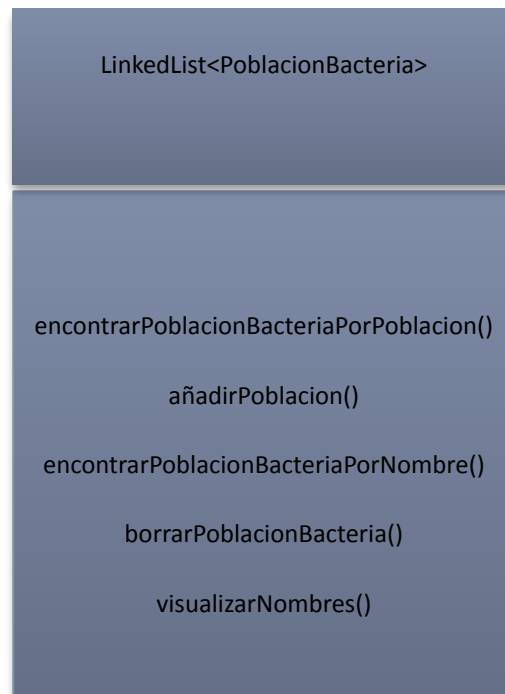 LinkedList<PoblacionBacteria>
encontrarPoblacionBacteriaPorPoblacion()
añadirPoblacion()
encontrarPoblacionBacteriaPorNombre()
borrarPoblacionBacteria()
visualizarNombres()